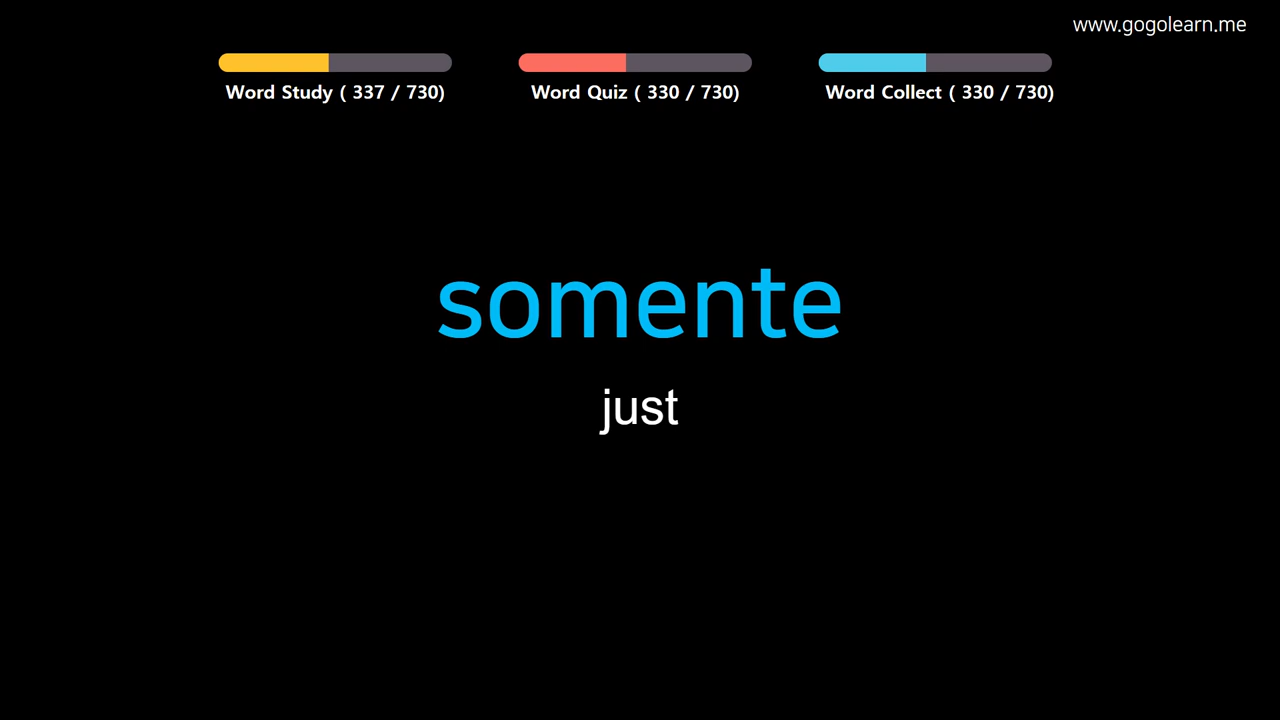 www.gogolearn.me
Word Study ( 337 / 730)
Word Quiz ( 330 / 730)
Word Collect ( 330 / 730)
somente
just